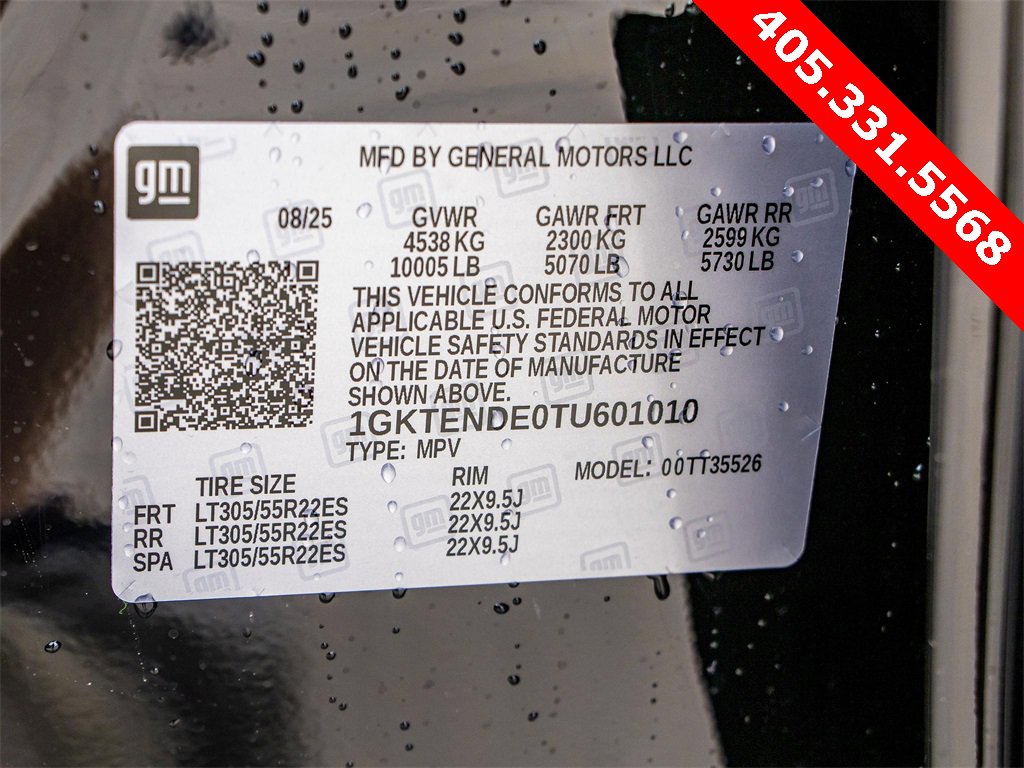 405.331.5568
gm
MFD BY GENERAL MOTORS LLC
08/25 GVWR GAWR FRT GAWR RR
4538 KG 2300 KG 2599 KG
10005 LB 5070 LB 5730 LB
THIS VEHICLE CONFORMS TO ALL
APPLICABLE U.S. FEDERAL MOTOR
VEHICLE SAFETY STANDARDS IN EFFECT
ON THE DATE OF MANUFACTURE
SHOWN ABOVE.
1GKTENDE0TU601010
TYPE: MPV MODEL: 00TT35526
TIRE SIZE RIM
FRT LT305/55R22ES 22X9.5J
RR LT305/55R22ES 22X9.5J
SPA LT305/55R22ES 22X9.5J